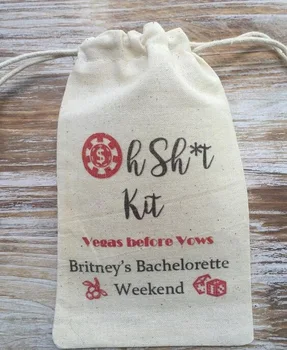 Oh Sh*t
Kit
Vegas before Vows
Britney's Bachelorette
Weekend